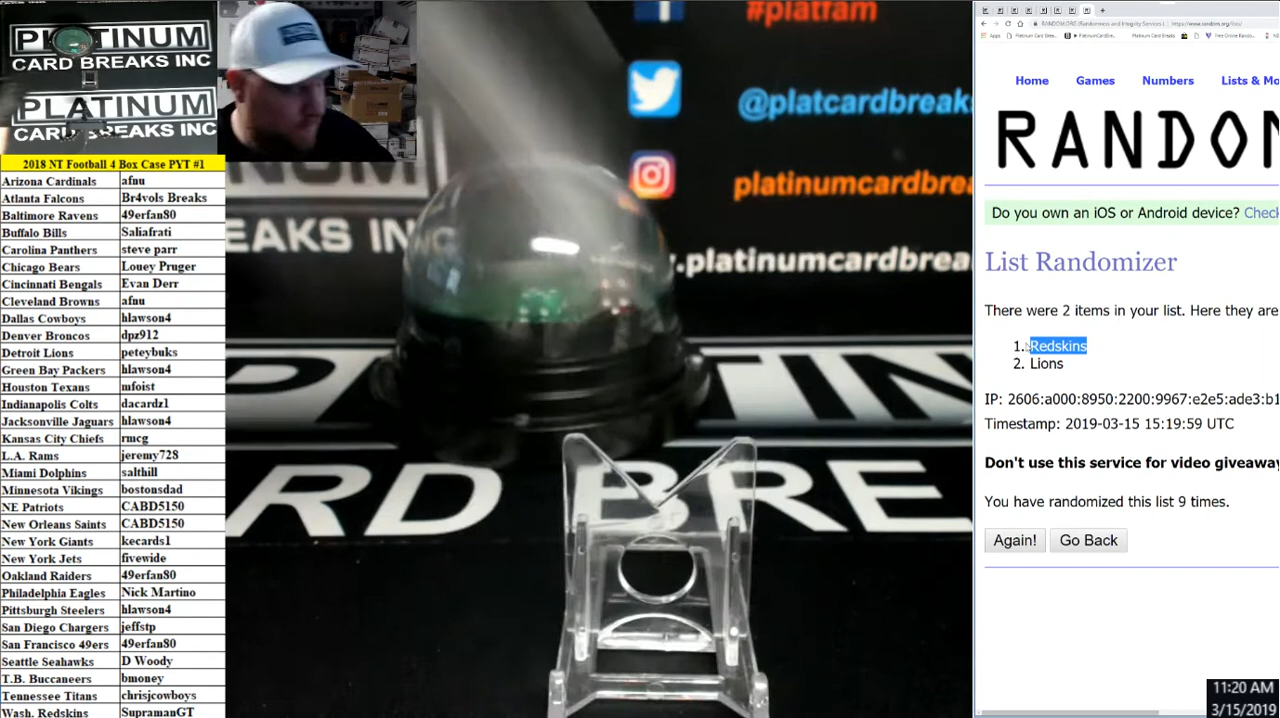 PLATINUM
CARD BREAKS INC
PLATINUM
CARD BREAKS INC
2018 NT Football 4 Box Case PYT #1
Arizona Cardinals afnu
Atlanta Falcons Br4vols Breaks
Baltimore Ravens 49erfan80
Buffalo Bills Saliafrati
Carolina Panthers steve parr
Chicago Bears Louey Pruger
Cincinnati Bengals Evan Derr
Cleveland Browns afnu
Dallas Cowboys hlawson4
Denver Broncos dpz912
Detroit Lions peteybuks
Green Bay Packers hlawson4
Houston Texans mfoist
Indianapolis Colts dacardz1
Jacksonville Jaguars hlawson4
Kansas City Chiefs rmcg
L.A. Rams jeremy728
Miami Dolphins salthill
Minnesota Vikings bostonsdad
NE Patriots CABD5150
New Orleans Saints CABD5150
New York Giants kecards1
New York Jets fivewide
Oakland Raiders 49erfan80
Philadelphia Eagles Nick Martino
Pittsburgh Steelers hlawson4
San Diego Chargers jeffstp
San Francisco 49ers 49erfan80
Seattle Seahawks D Woody
T.B. Buccaneers bmoney
Tennessee Titans chrisjcowboys
Wash. Redskins SupramanGT
#platfam
@platcardbreaks
platinumcardbrea
.platinumcardbrea
EAKS IN
P TIN
RD BRE
Home Games Numbers Lists & Mo
RANDO
Do you own an iOS or Android device? Check
List Randomizer
There were 2 items in your list. Here they are
1. Redskins
2. Lions
IP: 2606:a000:8950:2200:9967:e2e5:ade3:b1
Timestamp: 2019-03-15 15:19:59 UTC
Don't use this service for video giveaway
You have randomized this list 9 times.
Again! Go Back
11:20 AM
3/15/2019